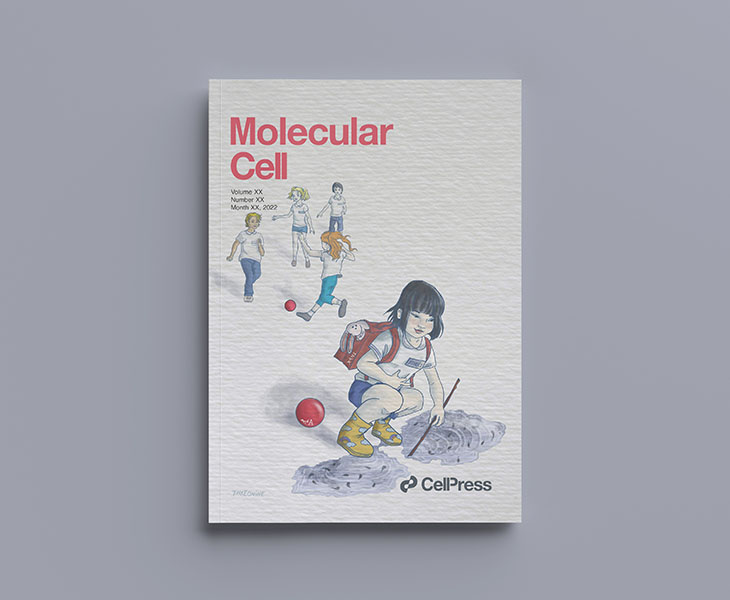 Molecular
Cell
Volume XX
Number XX
Month XX, 2022
CellPress